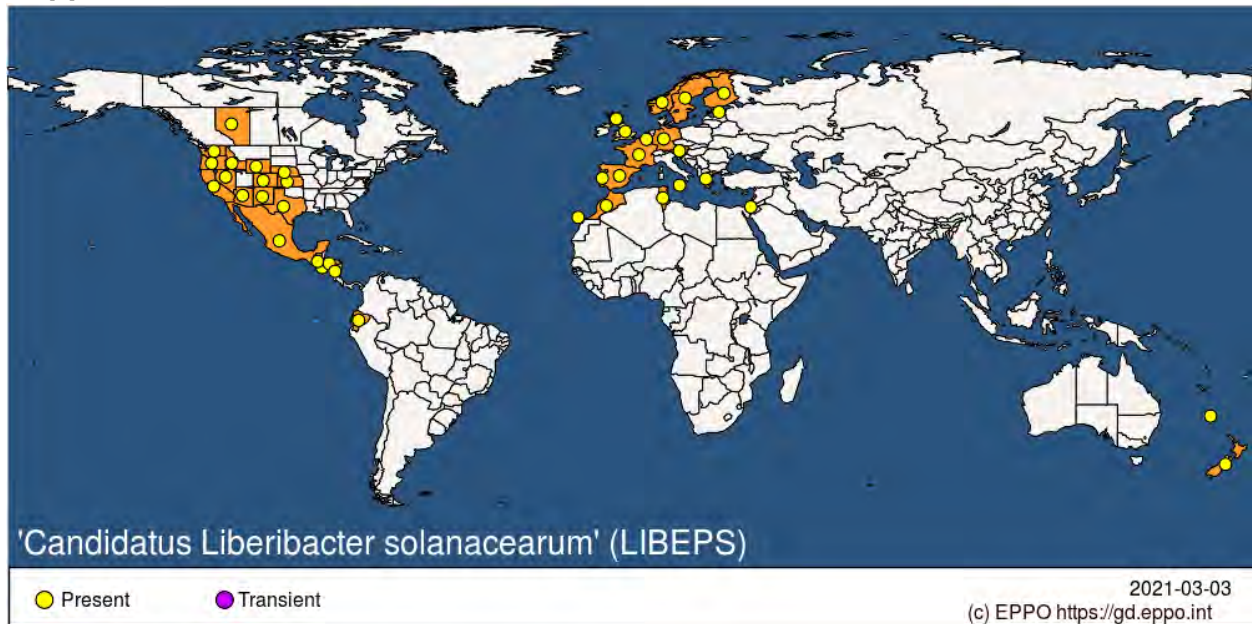 'Candidatus Liberibacter solanacearum' (LIBEPS)
Present
Transient
2021-03-03
(c) EPPO https://gd.eppo.int